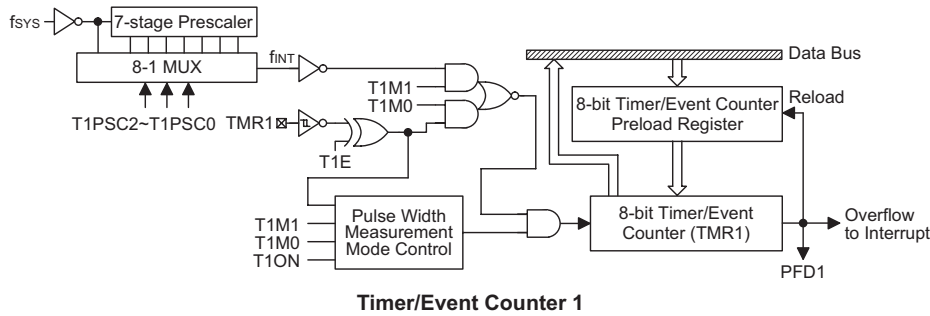 fSYS
7-stage Prescaler
8-1 MUX
T1PSC2~T1PSC0
fINT
T1M1
T1M0
TMR1
T1E
T1M1
T1M0
T1ON
Pulse Width
Measurement
Mode Control
Data Bus
8-bit Timer/Event Counter
Preload Register
Reload
8-bit Timer/Event
Counter (TMR1)
Overflow
to Interrupt
PFD1
Timer/Event Counter 1